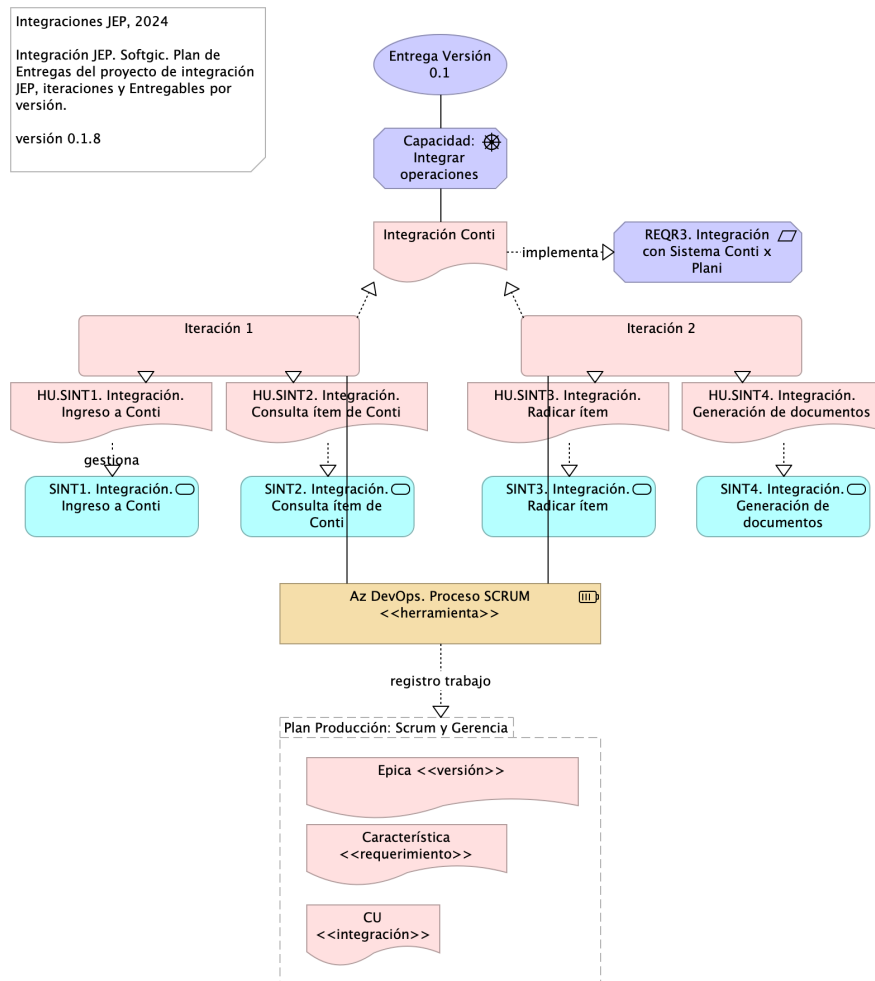 Integraciones JEP, 2024
Integración JEP. Softgic. Plan de
Entregas del proyecto de integración
JEP, iteraciones y Entregables por
versión.
versión 0.1.8
Entrega Versión
0.1
Capacidad:
Integrar
operaciones
Integración Conti
implementa
REQR3. Integración
con Sistema Conti x
Plani
Iteración 1
Iteración 2
HU.SINT1. Integración.
Ingreso a Conti
HU.SINT2. Integración.
Consulta ítem de Conti
HU.SINT3. Integración.
Radicar ítem
HU.SINT4. Integración.
Generación de documentos
gestiona
SINT1. Integración.
Ingreso a Conti
SINT2. Integración.
Consulta ítem de
Conti
SINT3. Integración.
Radicar ítem
SINT4. Integración.
Generación de
documentos
Az DevOps. Proceso SCRUM
<<herramienta>>
registro trabajo
Plan Producción: Scrum y Gerencia
Epica <<versión>>
Característica
<<requerimiento>>
CU
<<integración>>